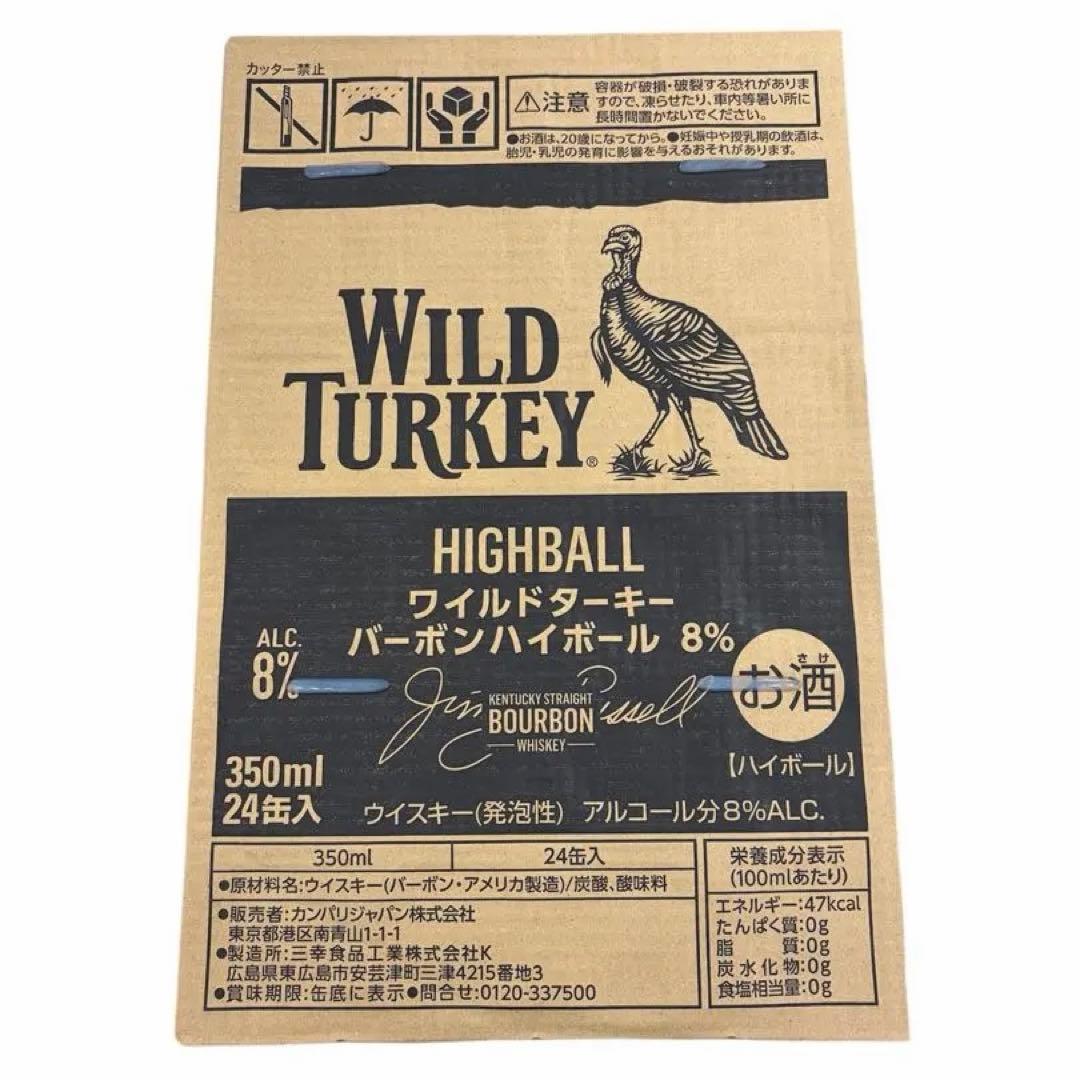 カッター禁止
⚠注意
容器が破損・破裂する恐れがありま
すので、凍らせたり、車内等暑い所に
長時間置かないでください。
●お酒は、20歳になってから。●妊娠中や授乳期の飲酒は、
胎児・乳児の発育に影響を与えるおそれがあります。
WILD
TURKEY®
HIGHBALL
ワイルドターキー
バーボンハイボール 8%
ALC.
8%
さけ
お酒
Jim Russell
KENTUCKY STRAIGHT
BOURBON
WHISKEY
【ハイボール】
350ml
24缶入
ウイスキー(発泡性) アルコール分8%ALC.
350ml 24缶入
●原材料名:ウイスキー(バーボン・アメリカ製造)/炭酸、酸味料
●販売者:カンパリジャパン株式会社
東京都港区南青山1-1-1
●製造所:三幸食品工業株式会社K
広島県東広島市安芸津町三津4215番地3
●賞味期限:缶底に表示●問合せ:0120-337500
栄養成分表示
(100mlあたり)
エネルギー:47kcal
たんぱく質:0g
脂質:0g
炭水化物:0g
食塩相当量:0g